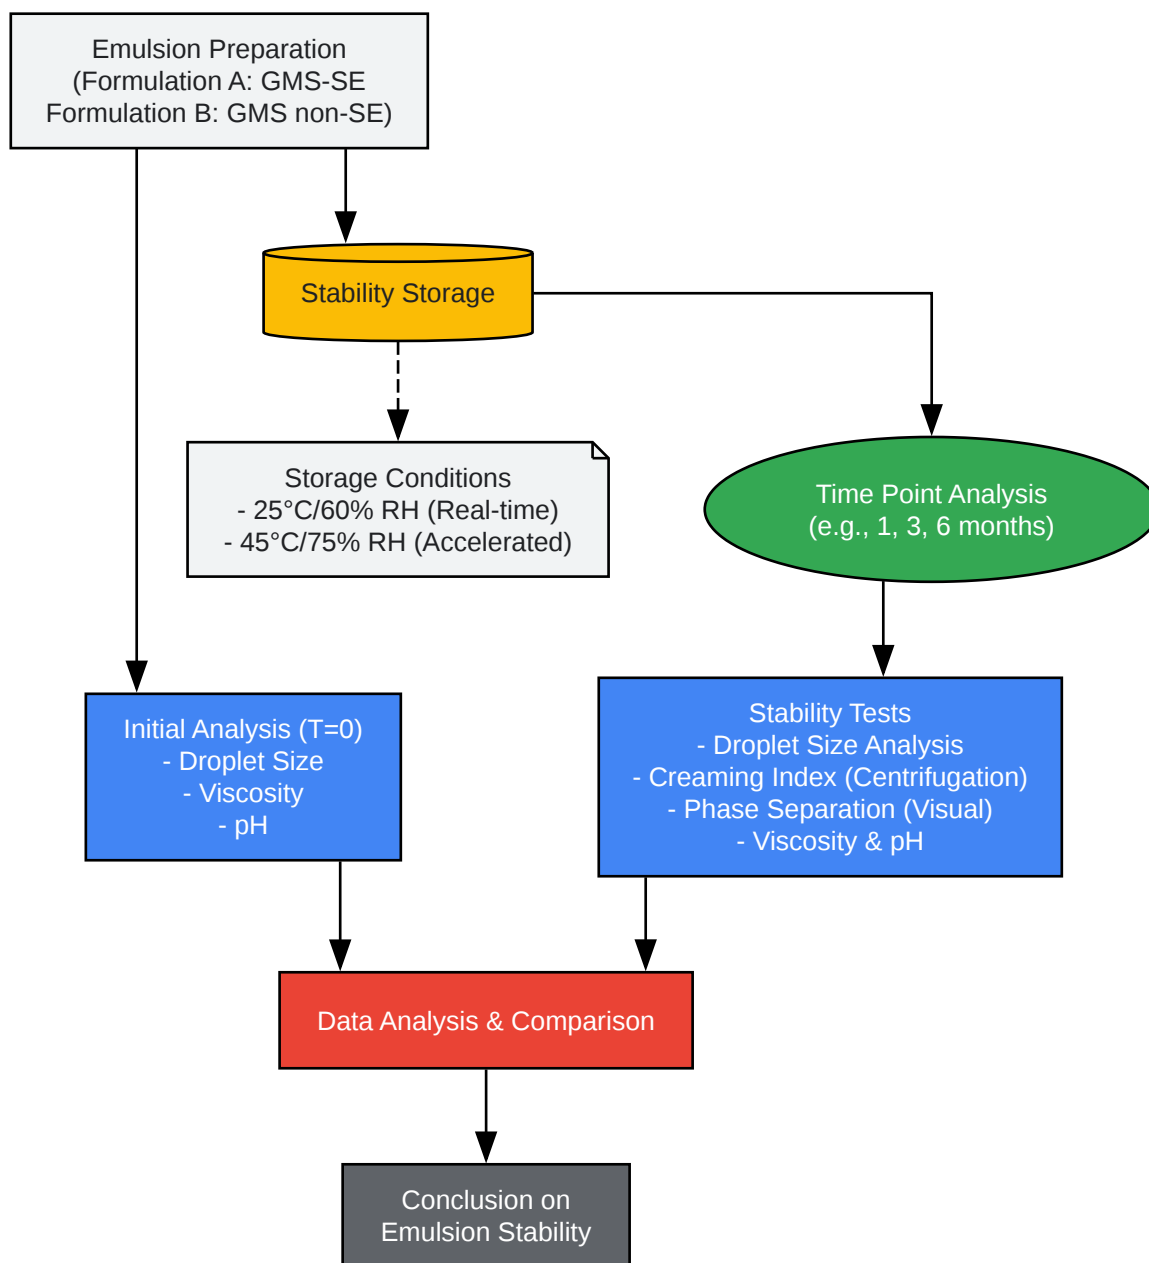 Emulsion Preparation
(Formulation A: GMS-SE
Formulation B: GMS non-SE)
Stability Storage
Storage Conditions
- 25°C/60% RH (Real-time)
- 45°C/75% RH (Accelerated)
Time Point Analysis
(e.g., 1, 3, 6 months)
Initial Analysis (T=0)
- Droplet Size
- Viscosity
- pH
Stability Tests
- Droplet Size Analysis
- Creaming Index (Centrifugation)
- Phase Separation (Visual)
- Viscosity & pH
Data Analysis & Comparison
Conclusion on
Emulsion Stability